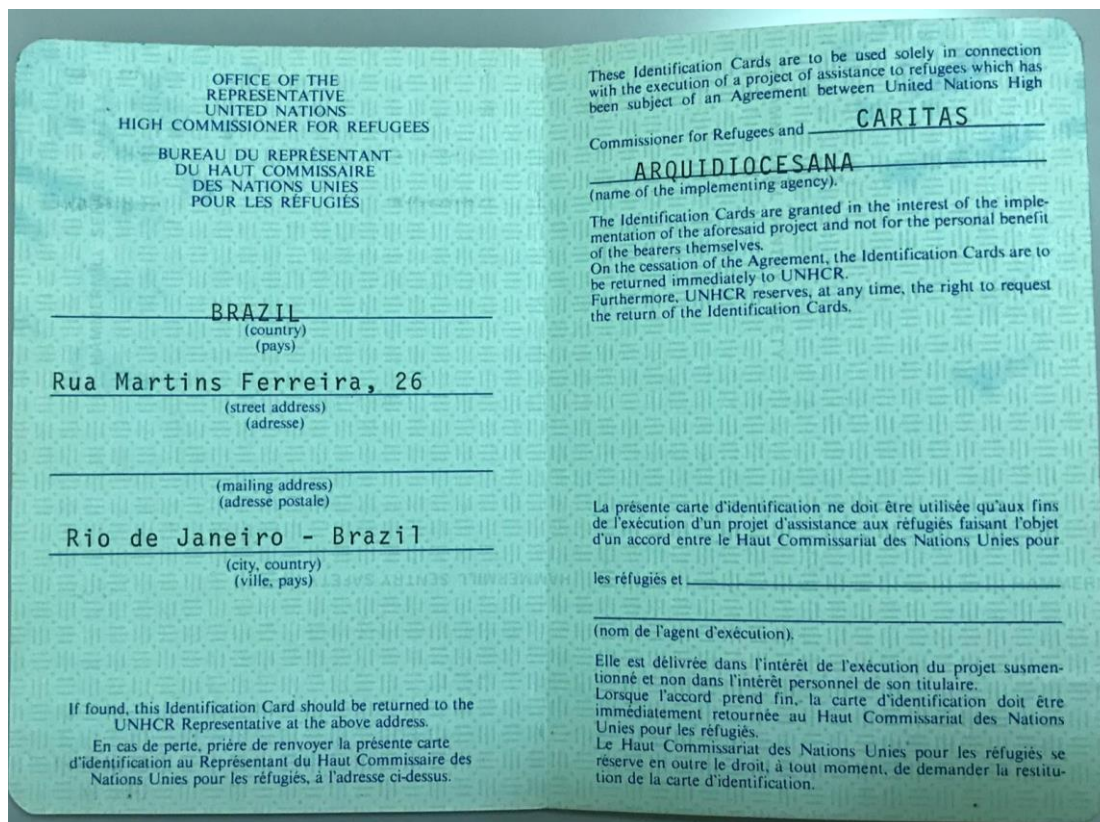 OFFICE OF THE
REPRESENTATIVE
UNITED NATIONS
HIGH COMMISSIONER FOR REFUGEES
BUREAU DU REPRÉSENTANT
DU HAUT COMMISSAIRE
DES NATIONS UNIES
POUR LES RÉFUGIÉS
BRAZIL
(country)
(pays)
Rua Martins Ferreira, 26
(street address)
(adresse)
(mailing address)
(adresse postale)
Rio de Janeiro - Brazil
(city, country)
(ville, pays)
If found, this Identification Card should be returned to the
UNHCR Representative at the above address.
En cas de perte, prière de renvoyer la présente carte
d'identification au Représentant du Haut Commissaire des
Nations Unies pour les réfugiés, à l'adresse ci-dessus.
These Identification Cards are to be used solely in connection
with the execution of a project of assistance to refugees which has
been subject of an Agreement between United Nations High
Commissioner for Refugees and CARITAS
ARQUIDIOCESANA
(name of the implementing agency).
The Identification Cards are granted in the interest of the imple-
mentation of the aforesaid project and not for the personal benefit
of the bearers themselves.
On the cessation of the Agreement, the Identification Cards are to
be returned immediately to UNHCR.
Furthermore, UNHCR reserves, at any time, the right to request
the return of the Identification Cards.
La présente carte d'identification ne doit être utilisée qu'aux fins
de l'exécution d'un projet d'assistance aux réfugiés faisant l'objet
d'un accord entre le Haut Commissariat des Nations Unies pour
les réfugiés et
(nom de l'agent d'exécution).
Elle est délivrée dans l'intérêt de l'exécution du projet susmen-
tionné et non dans l'intérêt personnel de son titulaire.
Lorsque l'accord prend fin, la carte d'identification doit être
immédiatement retournée au Haut Commissariat des Nations
Unies pour les réfugiés.
Le Haut Commissariat des Nations Unies pour les réfugiés se
réserve en outre le droit, à tout moment, de demander la restitu-
tion de la carte d'identification.